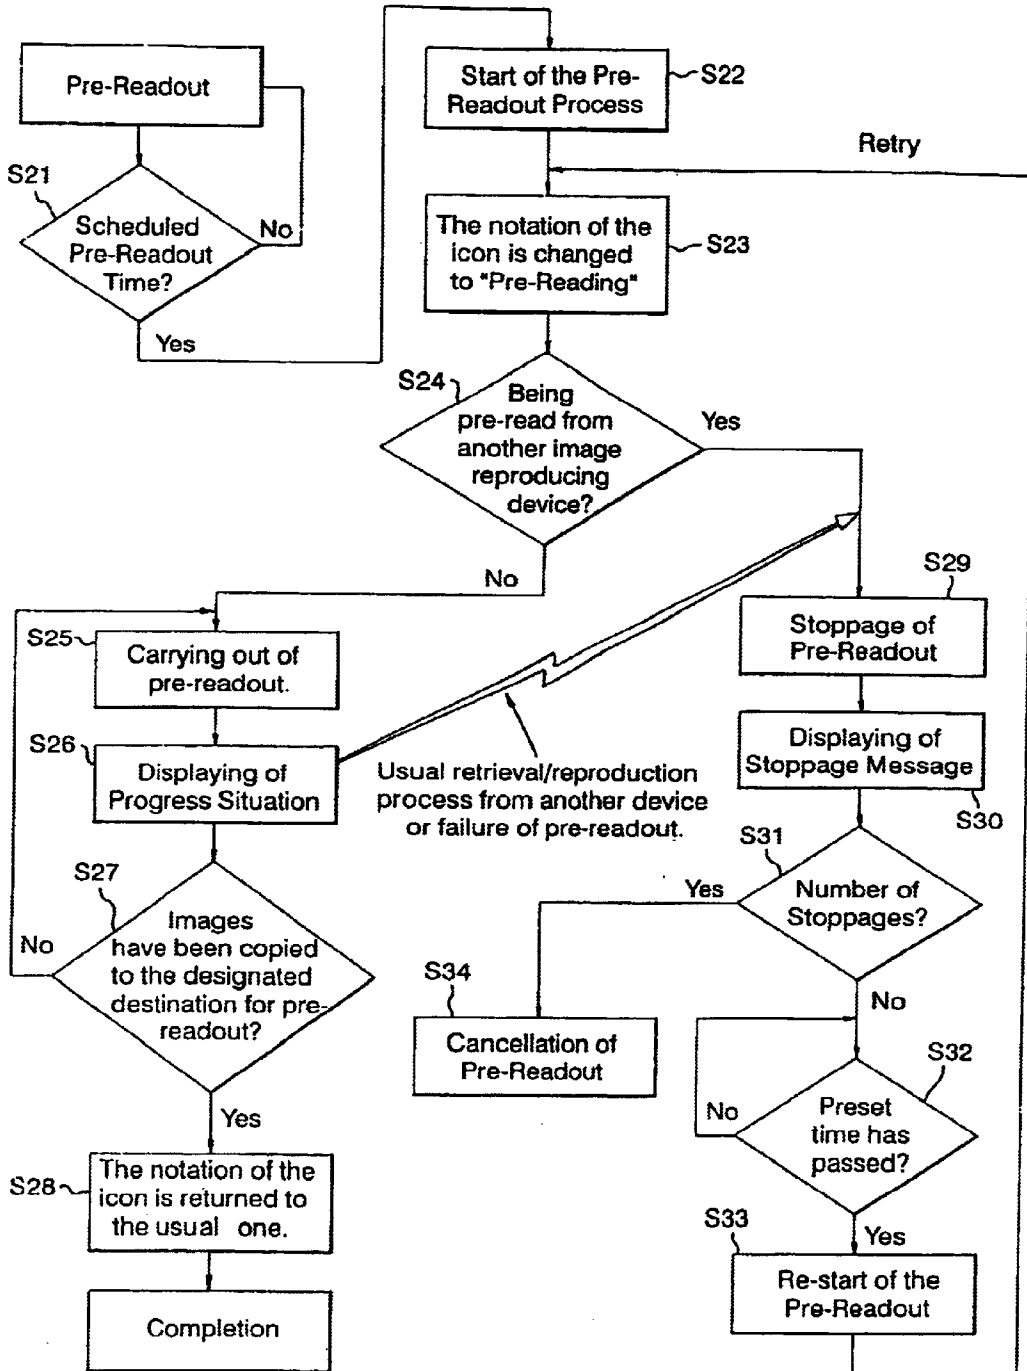 Pre-Readout
S21
Scheduled
Pre-Readout
Time?
No
Yes
Start of the Pre-
Readout Process
S22
Retry
The notation of the
icon is changed
to "Pre-Reading"
S23
S24
Being
pre-read from
another image
reproducing
device?
Yes
No
S25
Carrying out of
pre-readout.
S26
Displaying of
Progress Situation
Usual retrieval/reproduction
process from another device
or failure of pre-readout.
S27
Images
have been copied
to the designated
destination for pre-
readout?
No
Yes
S28
The notation of the
icon is returned to
the usual one.
Completion
S29
Stoppage of
Pre-Readout
Displaying of
Stoppage Message
S30
S31
Number of
Stoppages?
Yes
No
S34
Cancellation of
Pre-Readout
S32
Preset
time has
passed?
No
Yes
S33
Re-start of the
Pre-Readout